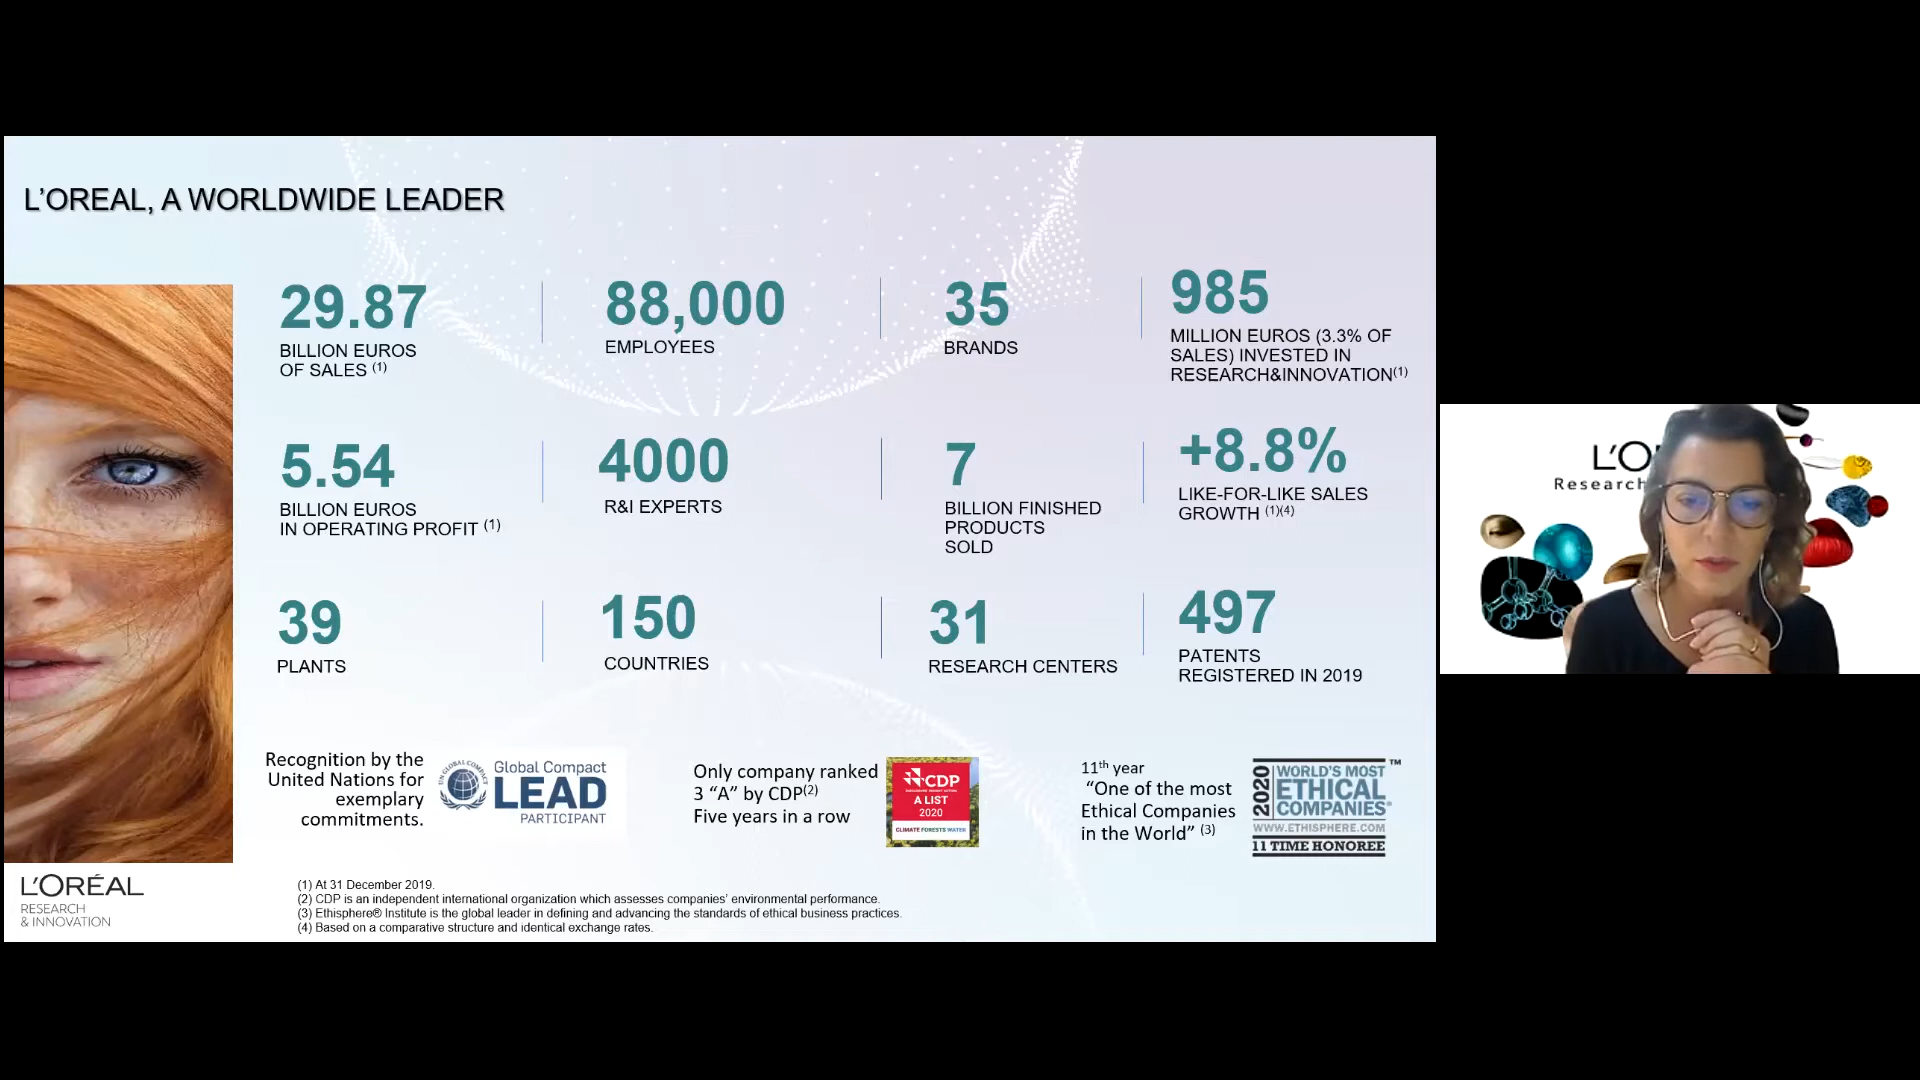 L'OREAL, A WORLDWIDE LEADER
29.87
BILLION EUROS
OF SALES (1)
88,000
EMPLOYEES
35
BRANDS
985
MILLION EUROS (3.3% OF
SALES) INVESTED IN
RESEARCH&INNOVATION(1)
5.54
BILLION EUROS
IN OPERATING PROFIT (1)
4000
R&I EXPERTS
7
BILLION FINISHED
PRODUCTS
SOLD
+8.8%
LIKE-FOR-LIKE SALES
GROWTH (1)(4)
39
PLANTS
150
COUNTRIES
31
RESEARCH CENTERS
497
PATENTS
REGISTERED IN 2019
Recognition by the
United Nations for
exemplary
commitments.
UN GLOBAL COMPACT
Global Compact
LEAD
PARTICIPANT
Only company ranked
3 “A” by CDP(2)
Five years in a row
CDP
A LIST
2020
CLIMATE FORESTS WATER
11th year
“One of the most
Ethical Companies
in the World” (3)
2020
WORLD'S MOST
ETHICAL
COMPANIES®
™
WWW.ETHISPHERE.COM
11 TIME HONOREE
(1) At 31 December 2019.
(2) CDP is an independent international organization which assesses companies' environmental performance.
(3) Ethisphere® Institute is the global leader in defining and advancing the standards of ethical business practices.
(4) Based on a comparative structure and identical exchange rates.
L'ORÉAL
RESEARCH
& INNOVATION
L'O
Research